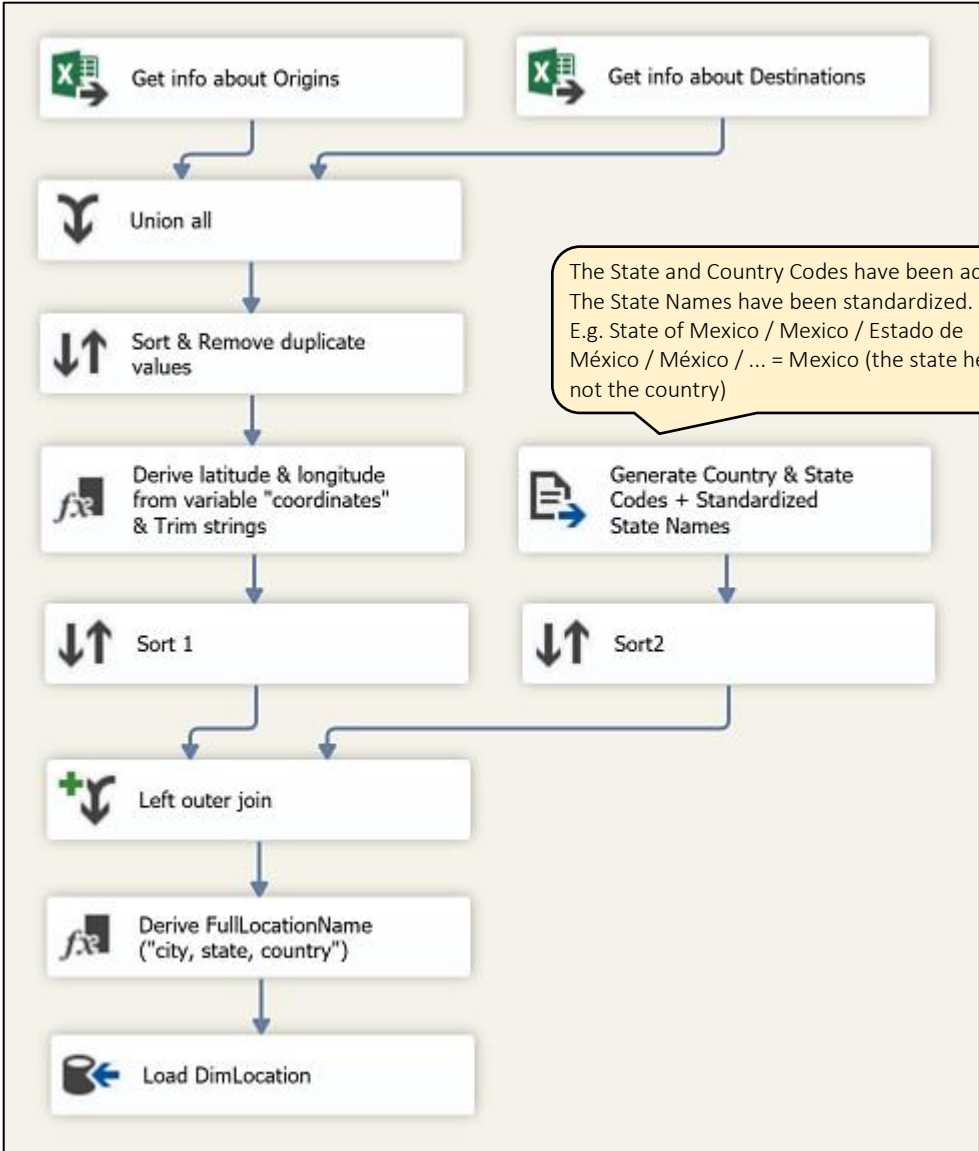 Get info about Origins
Get info about Destinations
Union all
The State and Country Codes have been
The State Names have been standardized.
E.g. State of Mexico / Mexico / Estado de
México / México / ... = Mexico (the state
not the country)
Sort & Remove duplicate
values
Derive latitude & longitude
from variable "coordinates"
& Trim strings
Generate Country & State
Codes + Standardized
State Names
Sort 1
Sort2
Left outer join
Derive FullLocationName
("city, state, country")
Load DimLocation